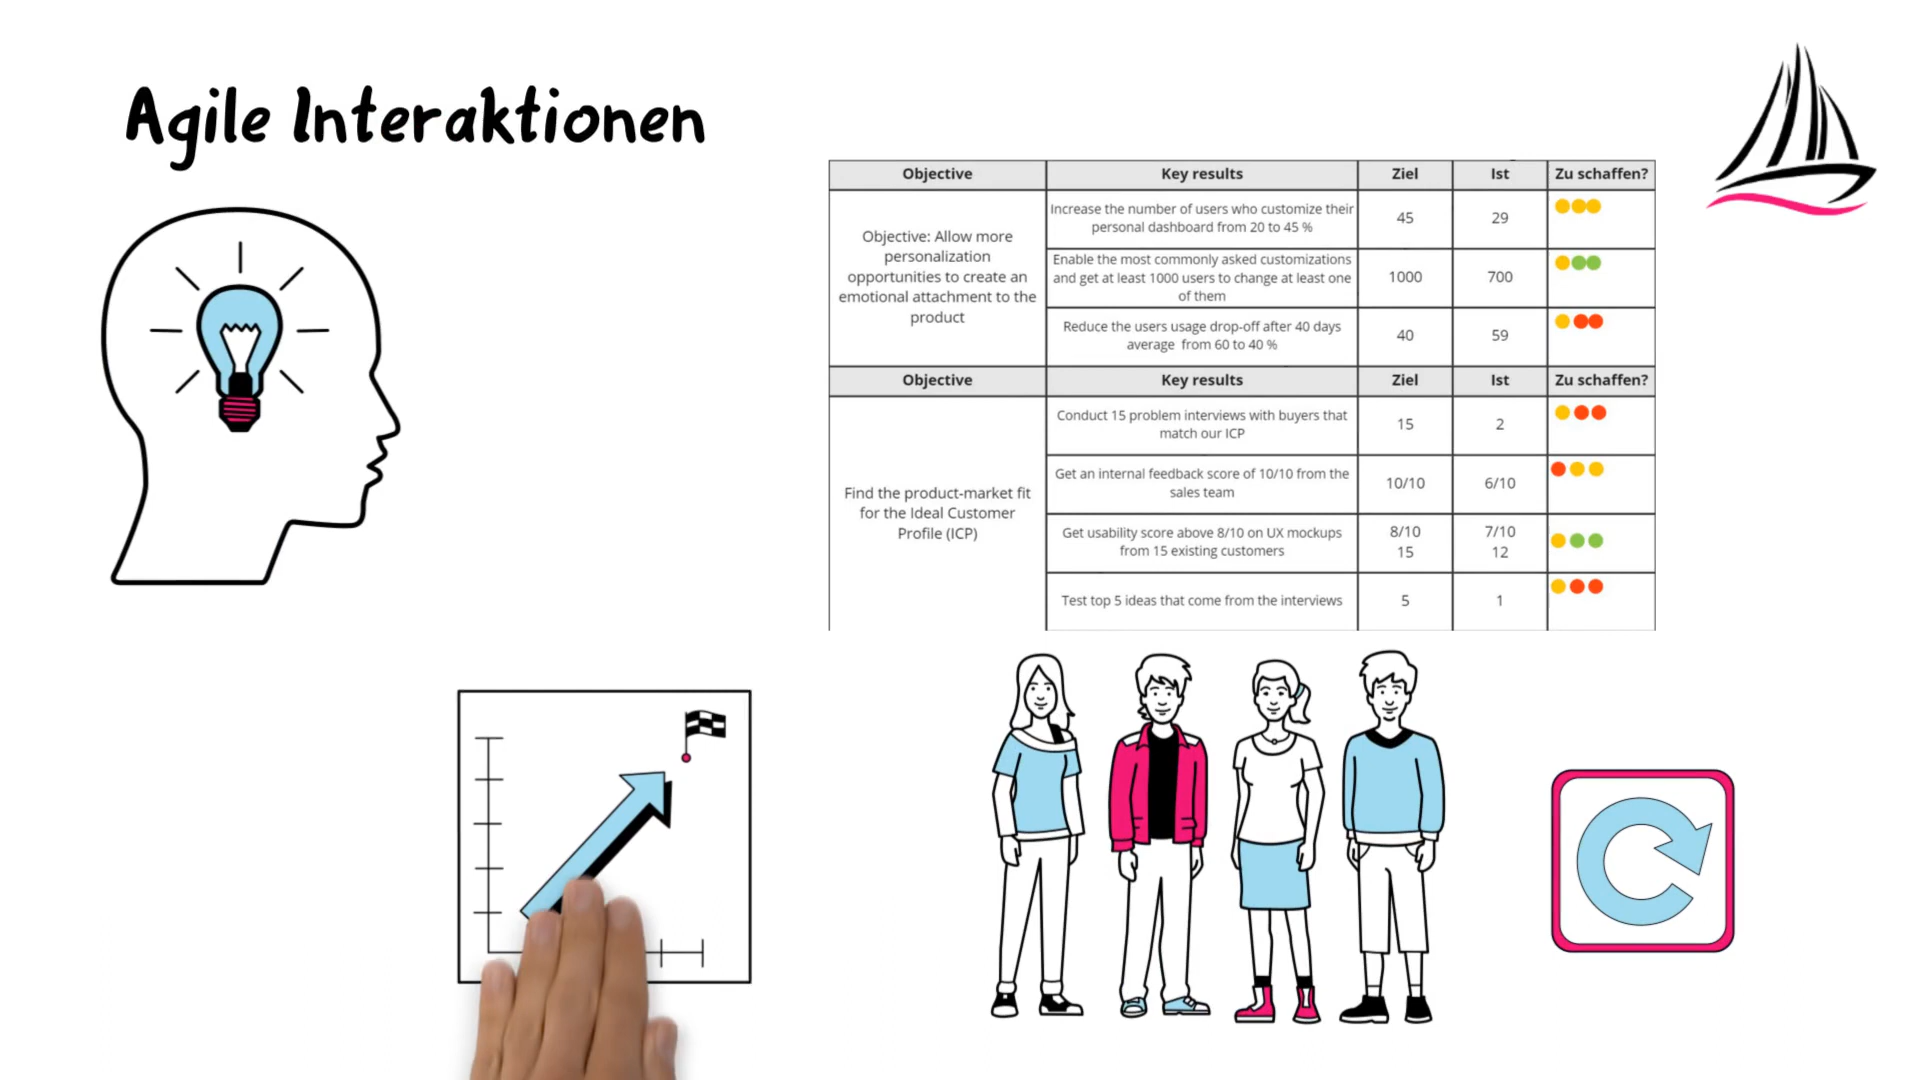 Agile Interaktionen
Objective Key results Ziel Ist Zu schaffen?
Objective: Allow more
personalization
opportunities to create an
emotional attachment to the
product
Increase the number of users who customize their
personal dashboard from 20 to 45 %
45 29
Enable the most commonly asked customizations
and get at least 1000 users to change at least one
of them
1000 700
Reduce the users usage drop-off after 40 days
average from 60 to 40 %
40 59
Objective Key results Ziel Ist Zu schaffen?
Find the product-market fit
for the Ideal Customer
Profile (ICP)
Conduct 15 problem interviews with buyers that
match our ICP
15 2
Get an internal feedback score of 10/10 from the
sales team
10/10 6/10
Get usability score above 8/10 on UX mockups
from 15 existing customers
8/10 7/10
15 12
Test top 5 ideas that come from the interviews
5 1